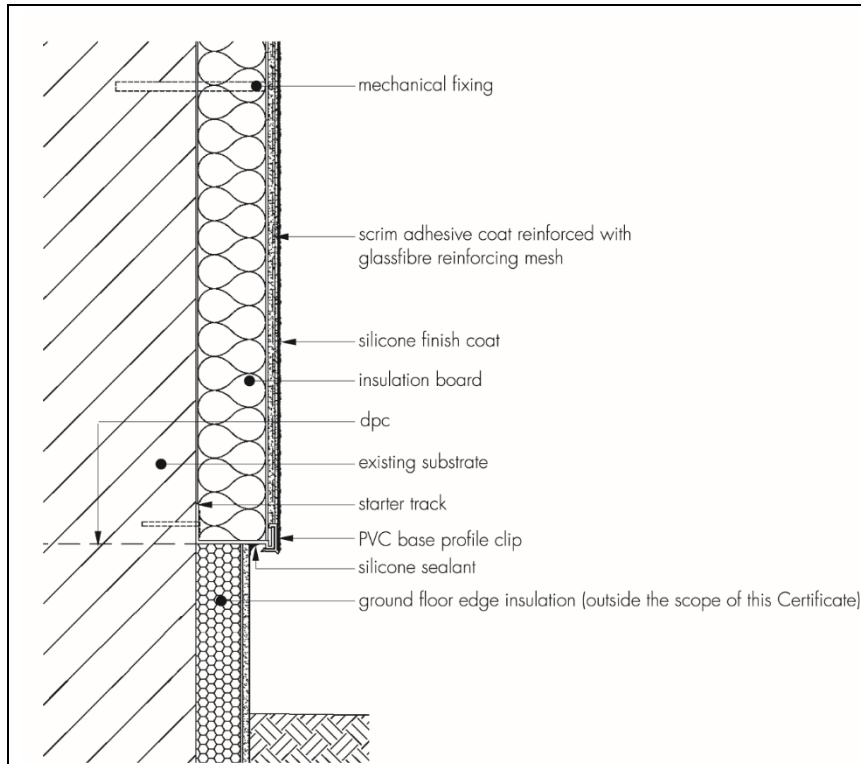 mechanical fixing
scrim adhesive coat reinforced with
glassfibre reinforcing mesh
silicone finish coat
insulation board
dpc
existing substrate
starter track
PVC base profile clip
silicone sealant
ground floor edge insulation (outside the scope of this Certificate)